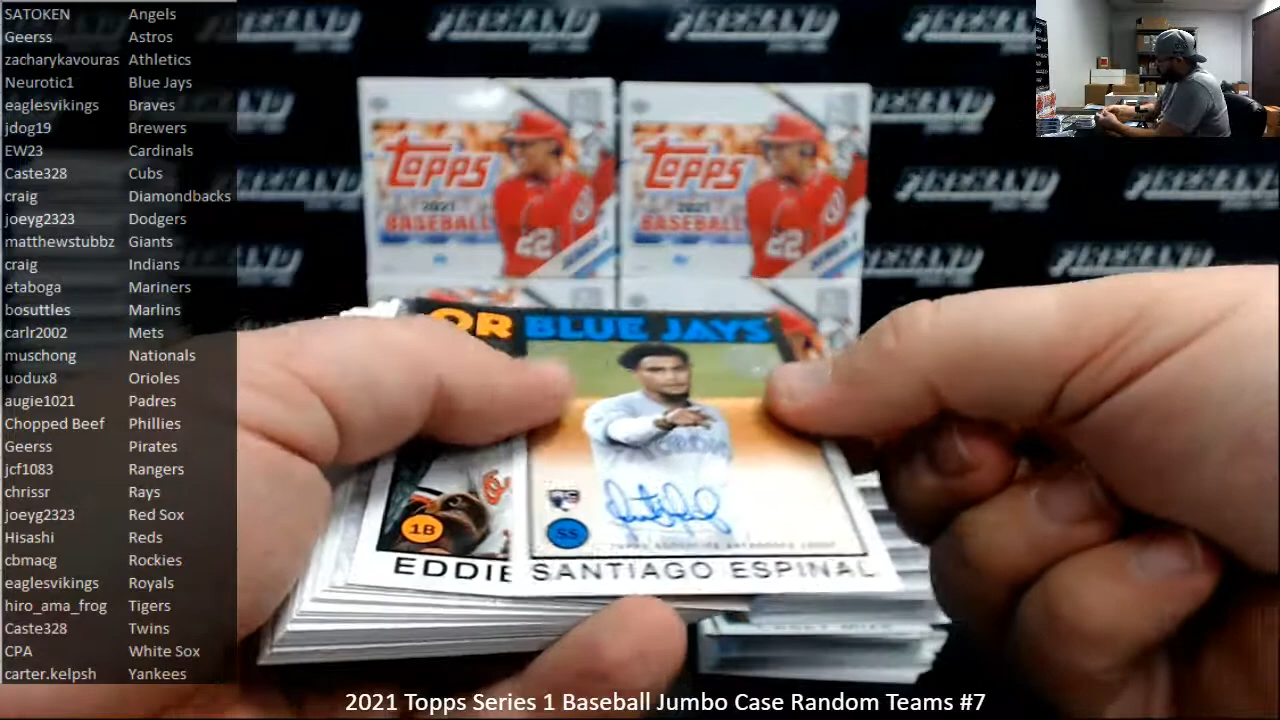 SATOKEN Angels
Geerss Astros
zacharykavouras Athletics
Neurotic1 Blue Jays
eaglesvikings Braves
jdog19 Brewers
EW23 Cardinals
Caste328 Cubs
craig Diamondbacks
joeyg2323 Dodgers
matthewstubbz Giants
craig Indians
etaboga Mariners
bosuttles Marlins
carlr2002 Mets
muschong Nationals
uodux8 Orioles
augie1021 Padres
Chopped Beef Phillies
Geerss Pirates
jcf1083 Rangers
chrissr Rays
joeyg2323 Red Sox
Hisashi Reds
cbmacg Rockies
eaglesvikings Royals
hiro_ama_frog Tigers
Caste328 Twins
CPA White Sox
carter.kelpsh Yankees
Topps
2021
BASEBALL
22
Topps
2021
BASEBALL
22
OR
BLUE JAYS
RC
1B
SS
EDDIE
SANTIAGO ESPINAL
2021 Topps Series 1 Baseball Jumbo Case Random Teams #7